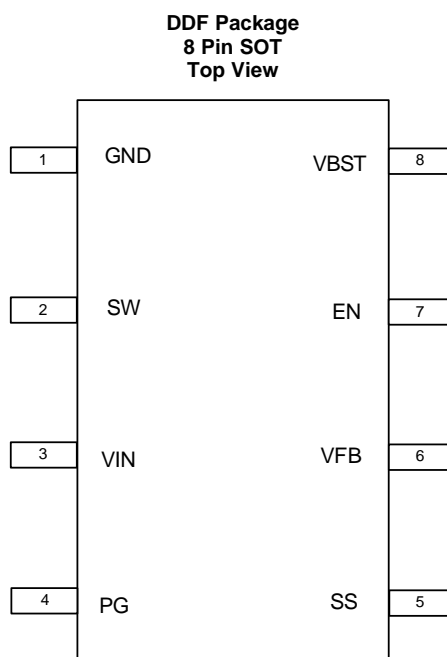 DDF Package
8 Pin SOT
Top View
1 GND VBST 8
2 SW EN 7
3 VIN VFB 6
4 PG SS 5